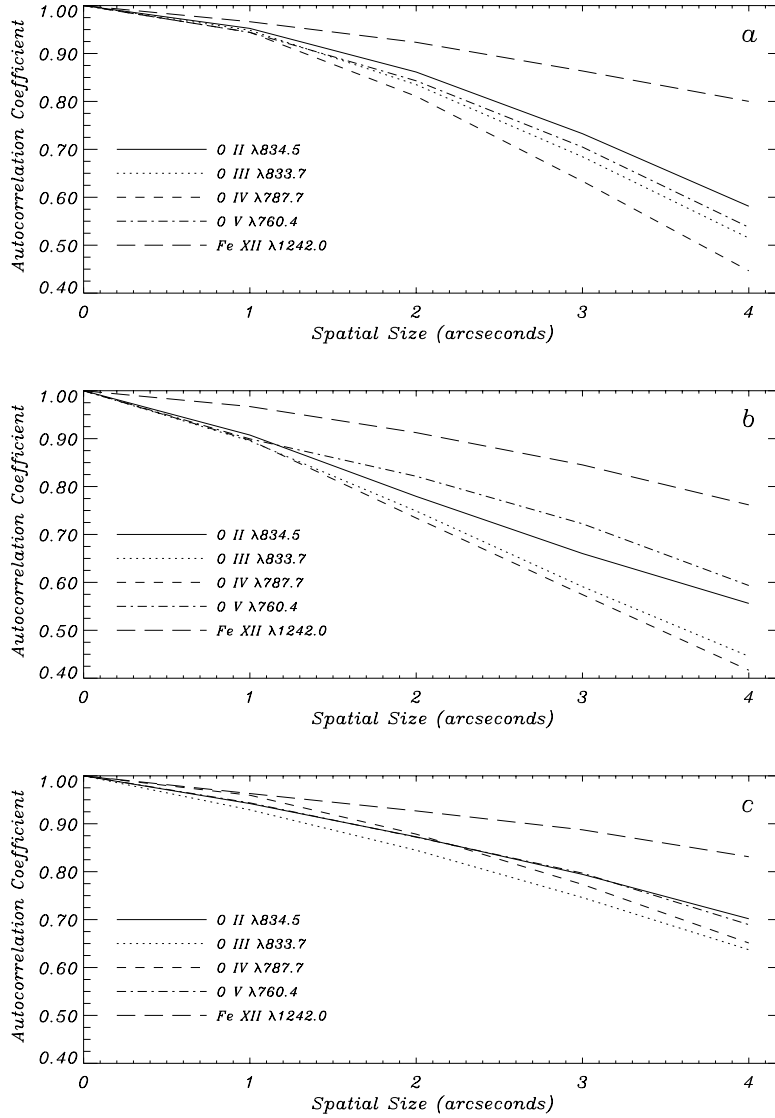 a
1.00
0.90
0.80
0.70
0.60
0.50
0.40
Autocorrelation Coefficient
O II λ834.5
O III λ833.7
O IV λ787.7
O V λ760.4
Fe XII λ1242.0
0 1 2 3 4
Spatial Size (arcseconds)
b
1.00
0.90
0.80
0.70
0.60
0.50
0.40
Autocorrelation Coefficient
O II λ834.5
O III λ833.7
O IV λ787.7
O V λ760.4
Fe XII λ1242.0
0 1 2 3 4
Spatial Size (arcseconds)
c
1.00
0.90
0.80
0.70
0.60
0.50
0.40
Autocorrelation Coefficient
O II λ834.5
O III λ833.7
O IV λ787.7
O V λ760.4
Fe XII λ1242.0
0 1 2 3 4
Spatial Size (arcseconds)